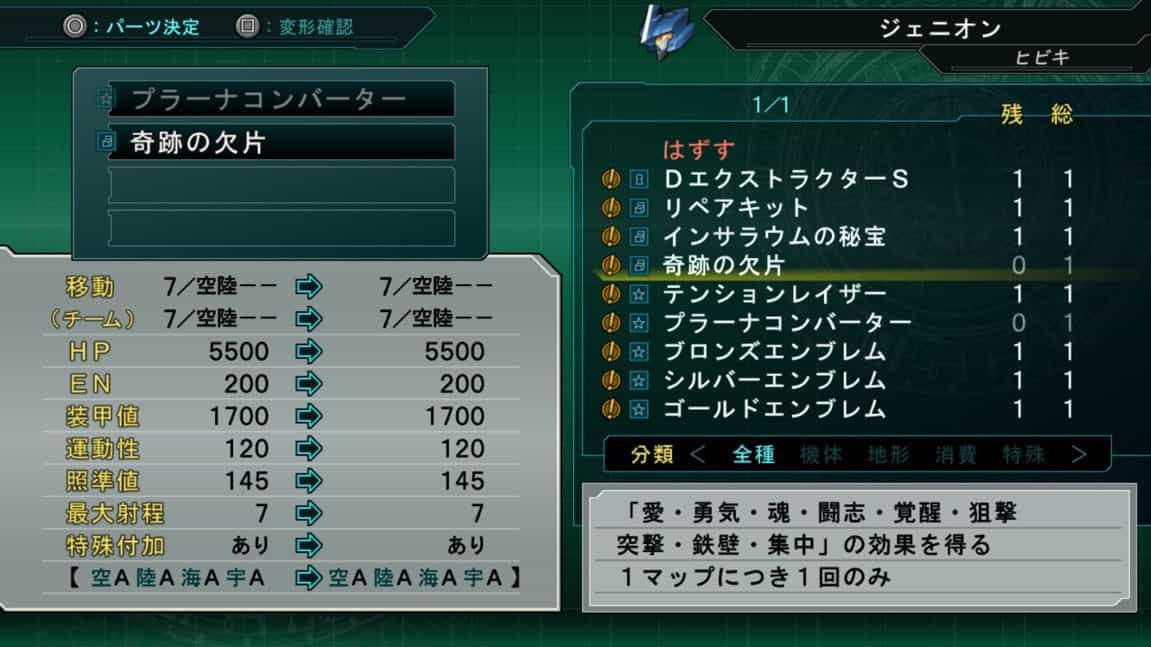 ◎：パーツ決定　□：変形確認
ジェニオン
ヒビキ
プラーナコンバーター
奇跡の欠片
移動　7／空陸－－　7／空陸－－
（チーム）　7／空陸－－　7／空陸－－
ＨＰ　5500　5500
ＥＮ　200　200
装甲値　1700　1700
運動性　120　120
照準値　145　145
最大射程　7　7
特殊付加　あり　あり
【 空A 陸A 海A 宇A　空A 陸A 海A 宇A 】
1/1　残　総
はずす
ＤエクストラクターＳ　1　1
リペアキット　1　1
インサラウムの秘宝　1　1
奇跡の欠片　0　1
テンションレイザー　1　1
プラーナコンバーター　0　1
ブロンズエンブレム　1　1
シルバーエンブレム　1　1
ゴールドエンブレム　1　1
分類 ＜ 全種 機体 地形 消費 特殊 ＞
「愛・勇気・魂・闘志・覚醒・狙撃
突撃・鉄壁・集中」の効果を得る
１マップにつき１回のみ